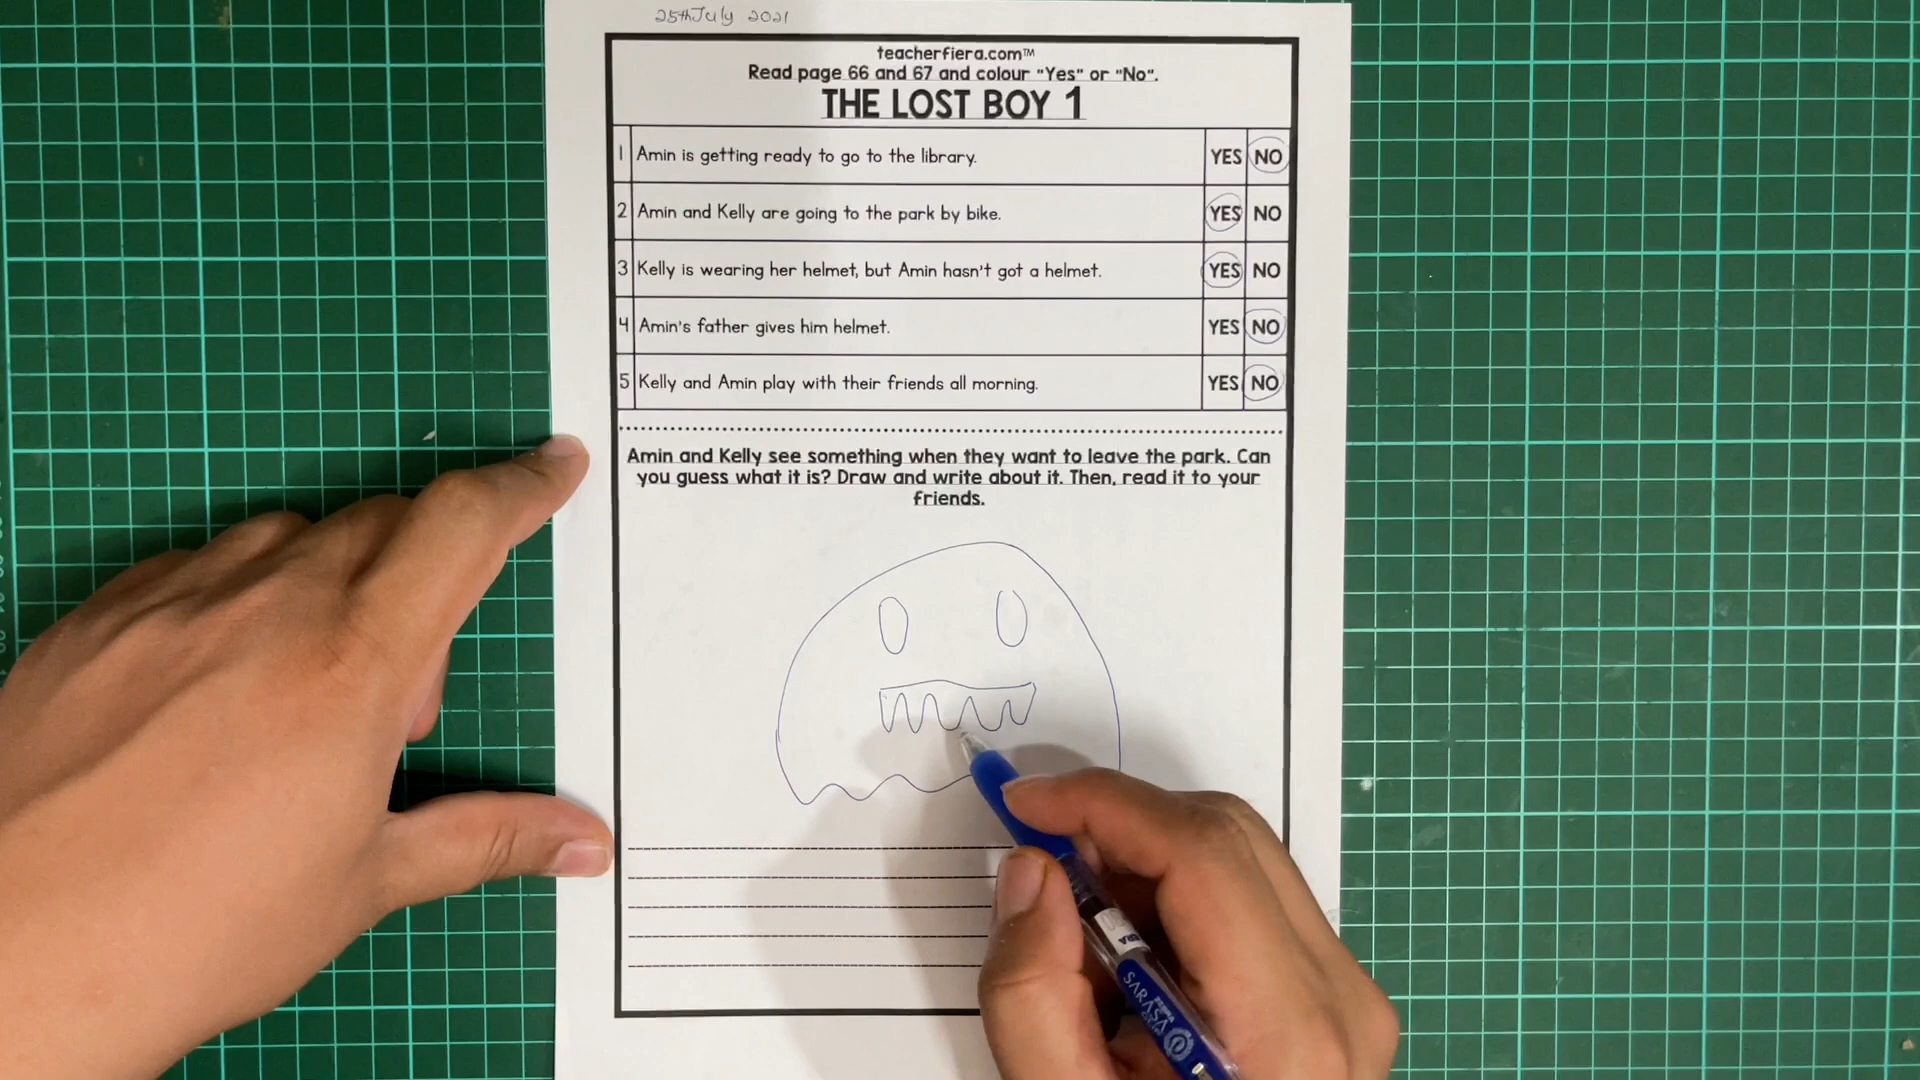 25th July 2021
teacherfiera.com™
Read page 66 and 67 and colour "Yes" or "No".
THE LOST BOY 1
1 Amin is getting ready to go to the library. YES NO
2 Amin and Kelly are going to the park by bike. YES NO
3 Kelly is wearing her helmet, but Amin hasn't got a helmet. YES NO
4 Amin's father gives him helmet. YES NO
5 Kelly and Amin play with their friends all morning. YES NO
Amin and Kelly see something when they want to leave the park. Can
you guess what it is? Draw and write about it. Then, read it to your
friends.
ZEBRA
SARASA